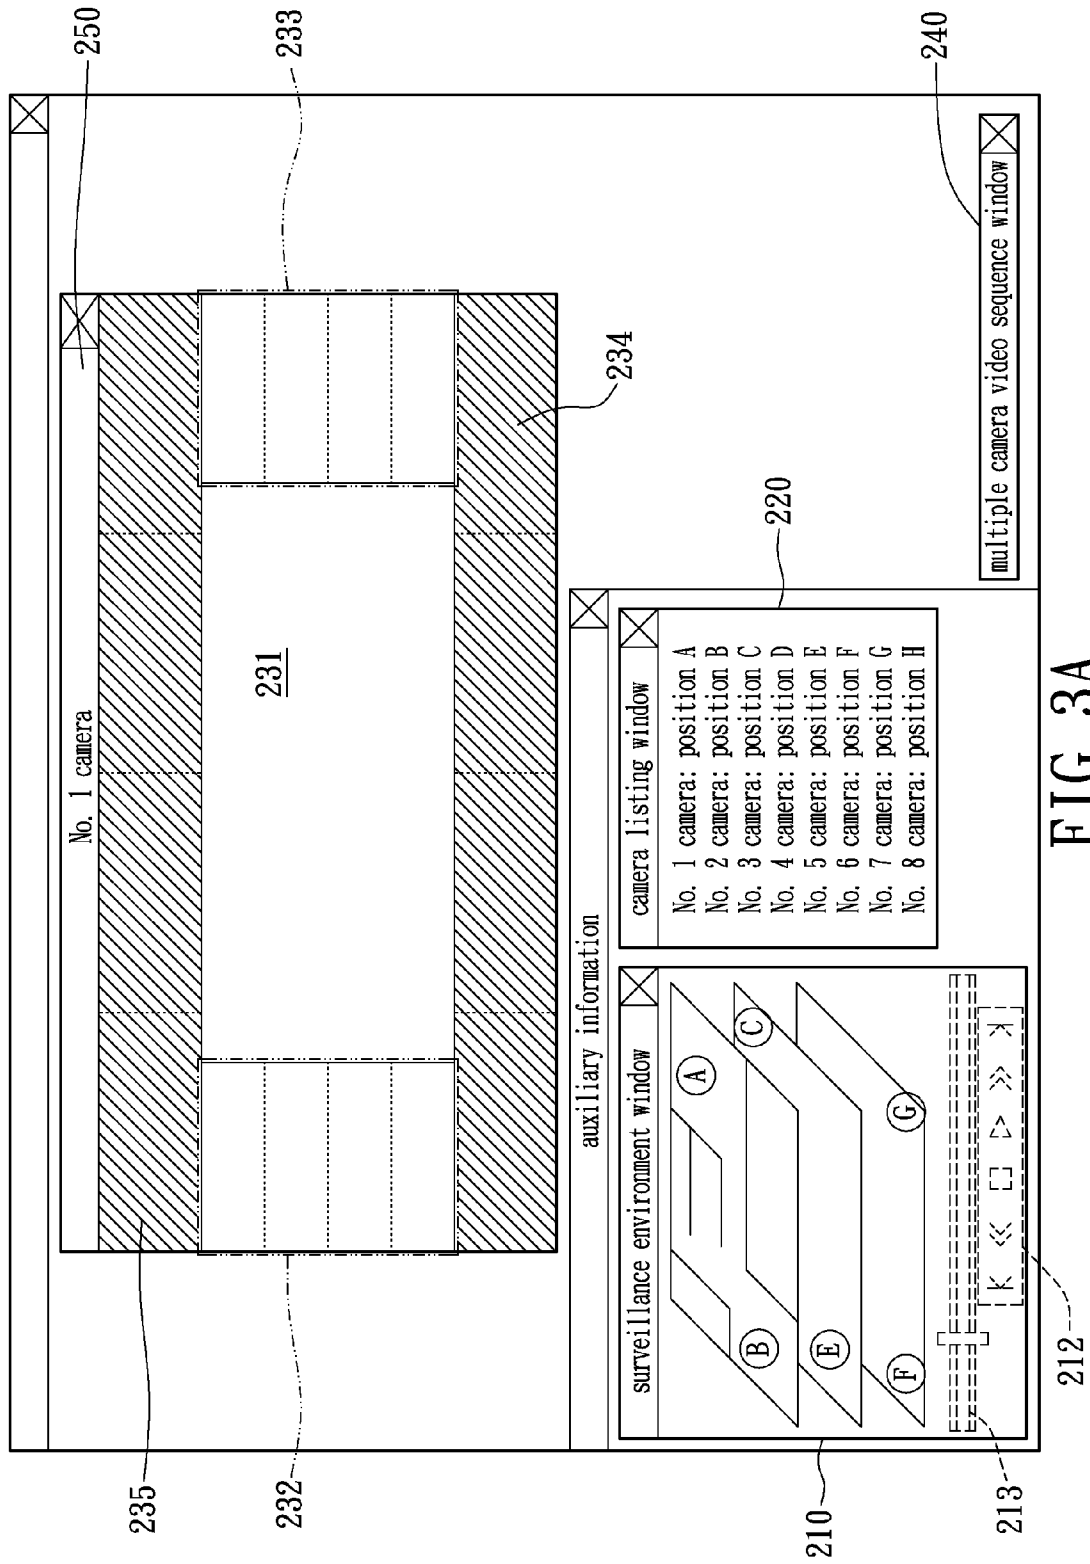 250
233
240
No. 1 camera
235
231
234
232
auxiliary information
surveillance environment window
A
B
C
E
F
G
210
213
212
camera listing window
No. 1 camera: position A
No. 2 camera: position B
No. 3 camera: position C
No. 4 camera: position D
No. 5 camera: position E
No. 6 camera: position F
No. 7 camera: position G
No. 8 camera: position H
220
multiple camera video sequence window
FIG. 3A